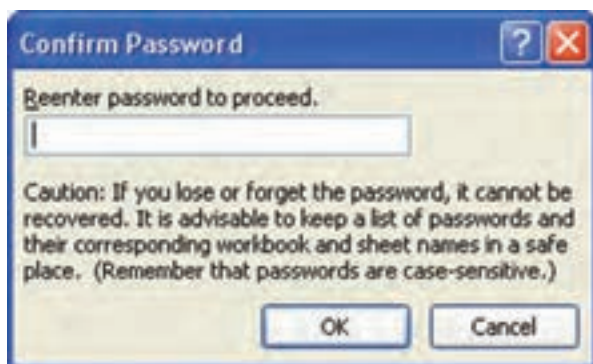 Confirm Password
Reenter password to proceed.
Caution: If you lose or forget the password, it cannot be
recovered. It is advisable to keep a list of passwords and
their corresponding workbook and sheet names in a safe
place. (Remember that passwords are case-sensitive.)
OK Cancel